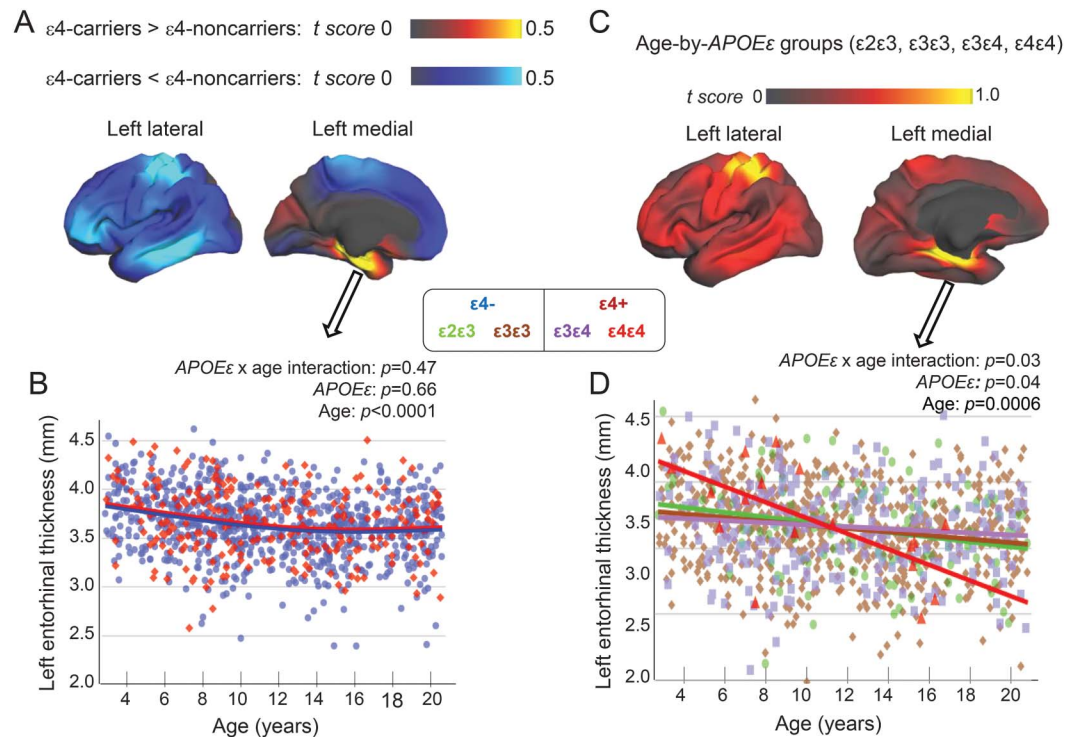 A
ε4-carriers > ε4-noncarriers: t score 0 0.5
ε4-carriers < ε4-noncarriers: t score 0 0.5
Left lateral Left medial
C
Age-by-APOEε groups (ε2ε3, ε3ε3, ε3ε4, ε4ε4)
t score 0 1.0
Left lateral Left medial
ε4- ε4+
ε2ε3 ε3ε3 ε3ε4 ε4ε4
B
APOEε x age interaction: p=0.47
APOEε: p=0.66
Age: p<0.0001
Left entorhinal thickness (mm)
4.5
4.0
3.5
3.0
2.5
2.0
4 6 8 10 12 14 16 18 20
Age (years)
D
APOEε x age interaction: p=0.03
APOEε: p=0.04
Age: p=0.0006
Left entorhinal thickness (mm)
4.5
4.0
3.5
3.0
2.5
2.0
4 6 8 10 12 14 16 18 20
Age (years)